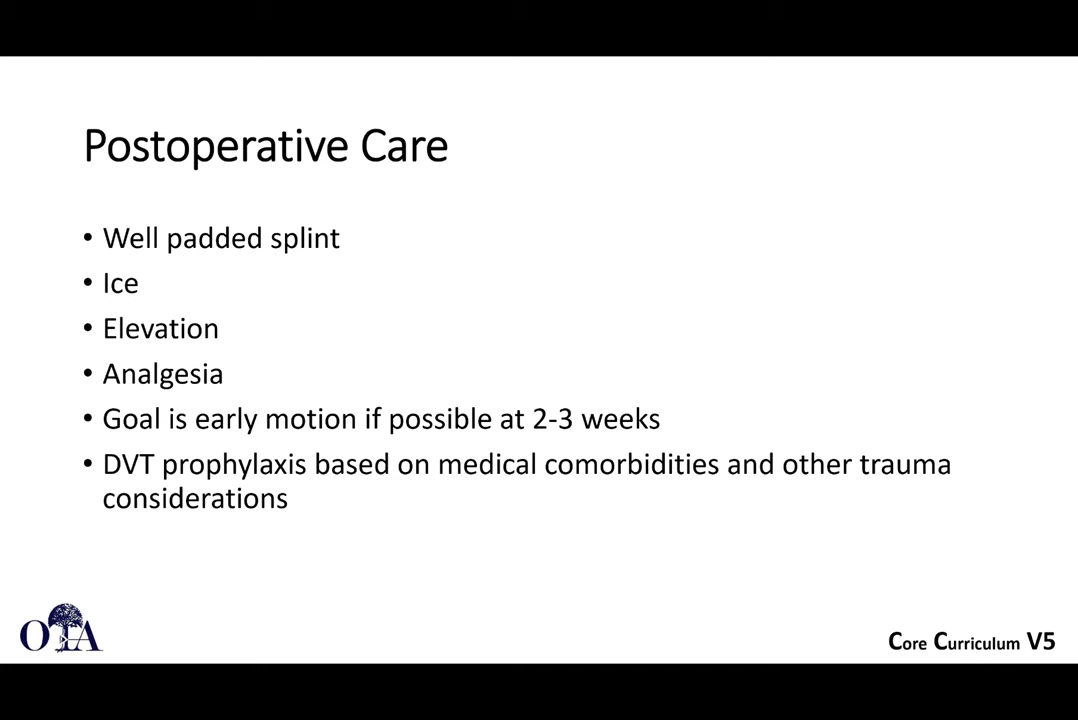 Postoperative Care
• Well padded splint
• Ice
• Elevation
• Analgesia
• Goal is early motion if possible at 2-3 weeks
• DVT prophylaxis based on medical comorbidities and other trauma
considerations
OTA
Core Curriculum V5